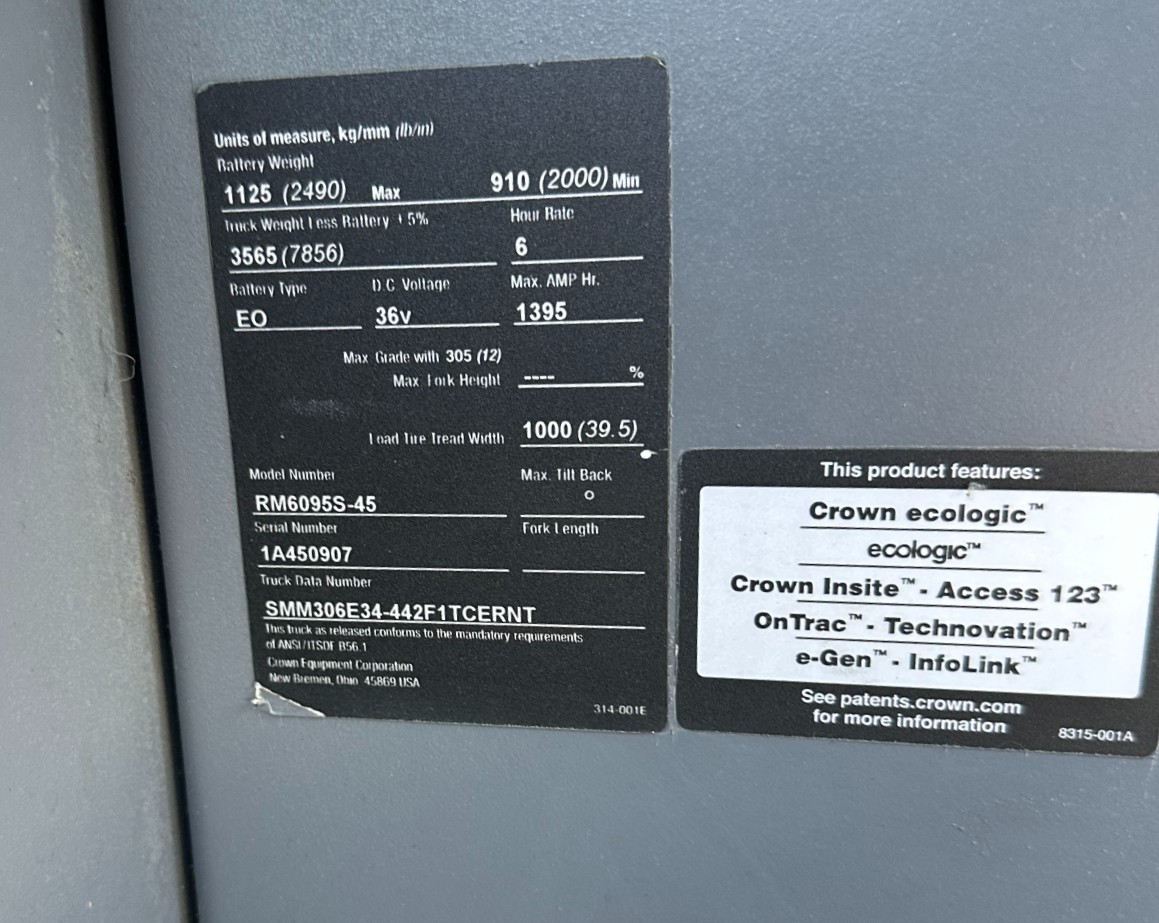 Units of measure, kg/mm (lb/in)
Battery Weight
1125 (2490) Max 910 (2000) Min
Truck Weight Less Battery ± 5% Hour Rate
3565 (7856) 6
Battery Type D.C. Voltage Max. AMP Hr.
EO 36v 1395
Max Grade with 305 (12)
Max Fork Height ---- %
Load Tire Tread Width 1000 (39.5)
Model Number Max. Tilt Back
RM6095S-45 °
Serial Number Fork Length
1A450907
Truck Data Number
SMM306E34-442F1TCERNT
This truck as released conforms to the mandatory requirements
of ANSI/ITSDF B56.1
Crown Equipment Corporation
New Bremen, Ohio 45869 USA
314-001E
This product features:
Crown ecologic™
ecologic™
Crown Insite™ - Access 123™
OnTrac™ - Technovation™
e-Gen™ - InfoLink™
See patents.crown.com
for more information
8315-001A